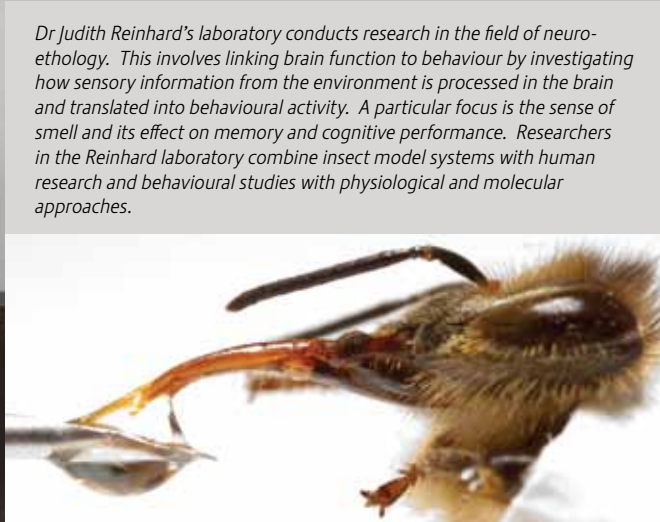 Dr Judith Reinhard's laboratory conducts research in the field of neuro-
ethology.  This involves linking brain function to behaviour by investigating
how sensory information from the environment is processed in the brain
and translated into behavioural activity.  A particular focus is the sense of
smell and its effect on memory and cognitive performance.  Researchers
in the Reinhard laboratory combine insect model systems with human
research and behavioural studies with physiological and molecular
approaches.